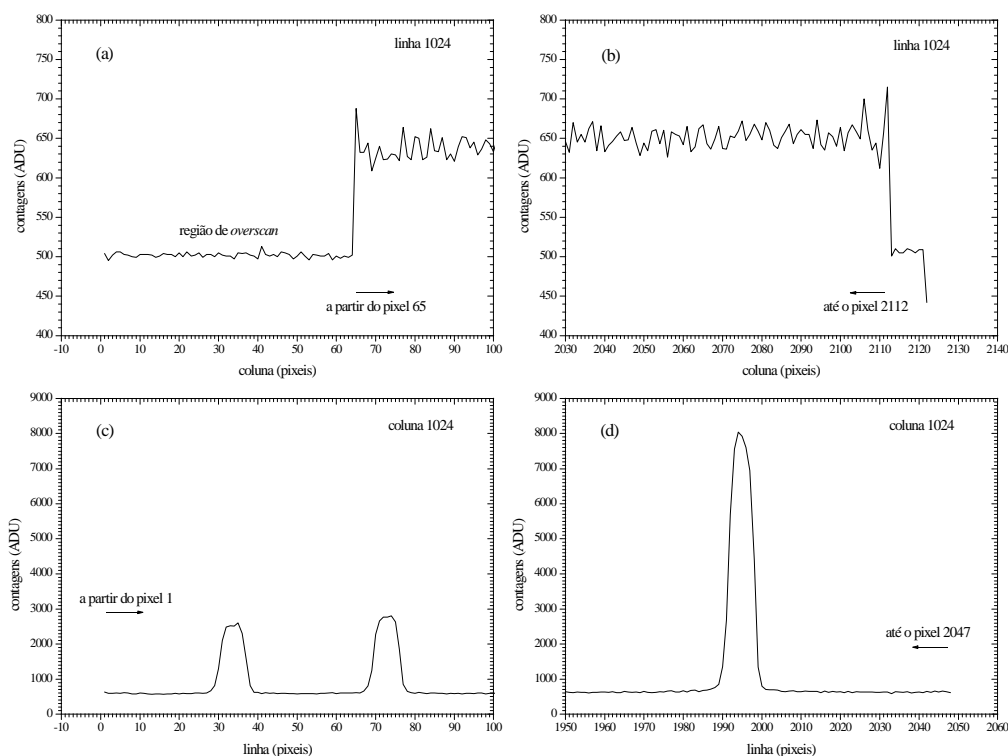 800
750
700
650
600
550
500
450
400
contagens (ADU)
(a)
linha 1024
região de overscan
a partir do pixel 65
-10 0 10 20 30 40 50 60 70 80 90 100
coluna (pixeis)
800
750
700
650
600
550
500
450
400
contagens (ADU)
(b)
linha 1024
até o pixel 2112
2030 2040 2050 2060 2070 2080 2090 2100 2110 2120 2130 2140
coluna (pixeis)
9000
8000
7000
6000
5000
4000
3000
2000
1000
0
contagens (ADU)
(c)
coluna 1024
a partir do pixel 1
-10 0 10 20 30 40 50 60 70 80 90 100
linha (pixeis)
9000
8000
7000
6000
5000
4000
3000
2000
1000
0
contagens (ADU)
(d)
coluna 1024
até o pixel 2047
1950 1960 1970 1980 1990 2000 2010 2020 2030 2040 2050 2060
linha (pixeis)